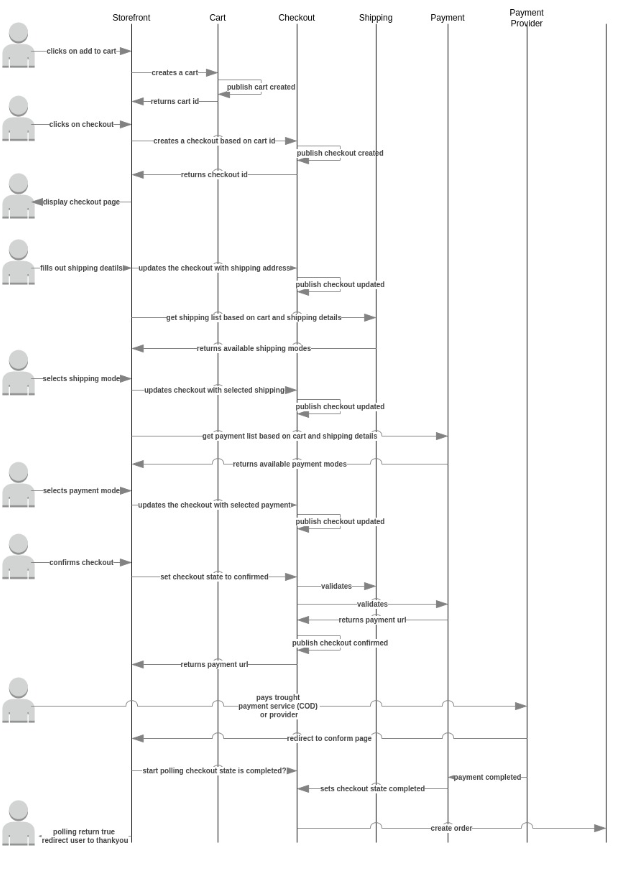 Storefront
Cart
Checkout
Shipping
Payment
Payment
Provider
clicks on add to cart
creates a cart
publish cart created
returns cart id
clicks on checkout
creates a checkout based on cart id
publish checkout created
returns checkout id
display checkout page
fills out shipping deatils
updates the checkout with shipping address
publish checkout updated
get shipping list based on cart and shipping details
returns available shipping modes
selects shipping mode
updates checkout with selected shipping
publish checkout updated
get payment list based on cart and shipping details
returns available payment modes
selects payment mode
updates the checkout with selected payment
publish checkout updated
confirms checkout
set checkout state to confirmed
validates
validates
returns payment url
publish checkout confirmed
returns payment url
pays trought
payment service (COD)
or provider
redirect to conform page
start polling checkout state is completed?
payment completed
sets checkout state completed
create order
polling return true
redirect user to thankyou